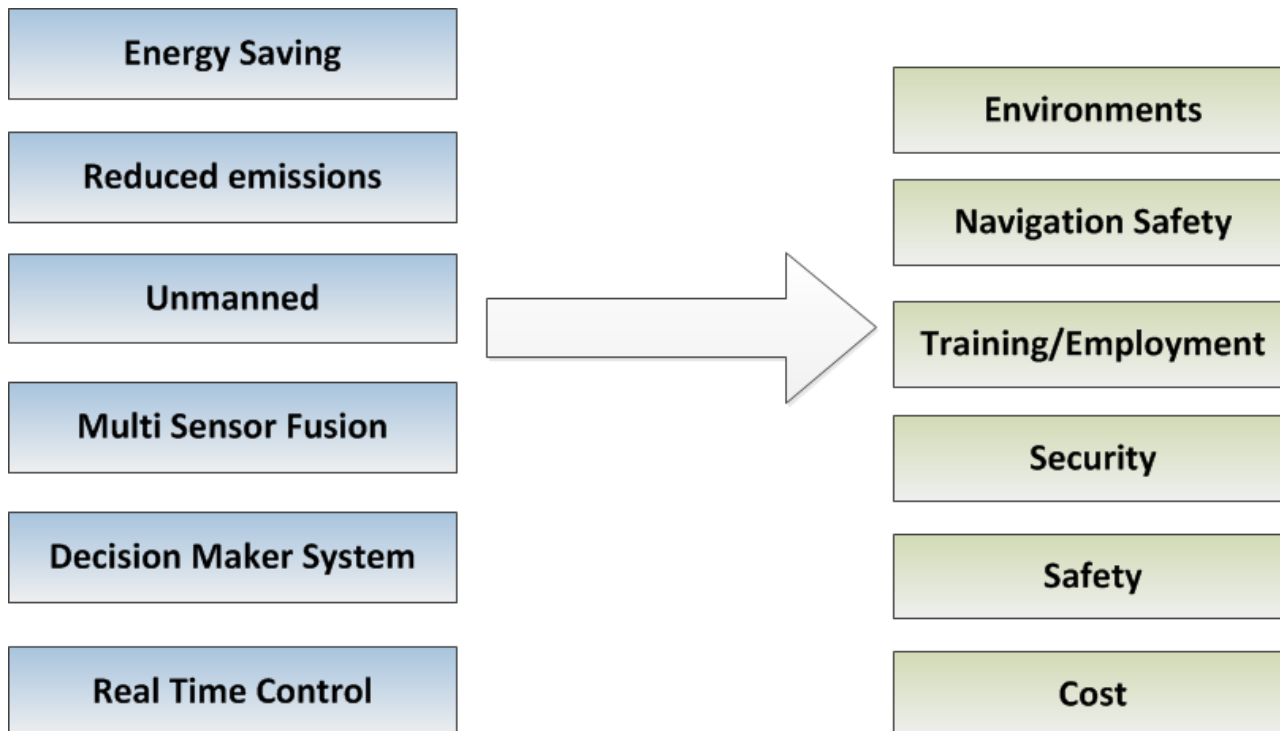 Energy Saving
Reduced emissions
Unmanned
Multi Sensor Fusion
Decision Maker System
Real Time Control
Environments
Navigation Safety
Training/Employment
Security
Safety
Cost